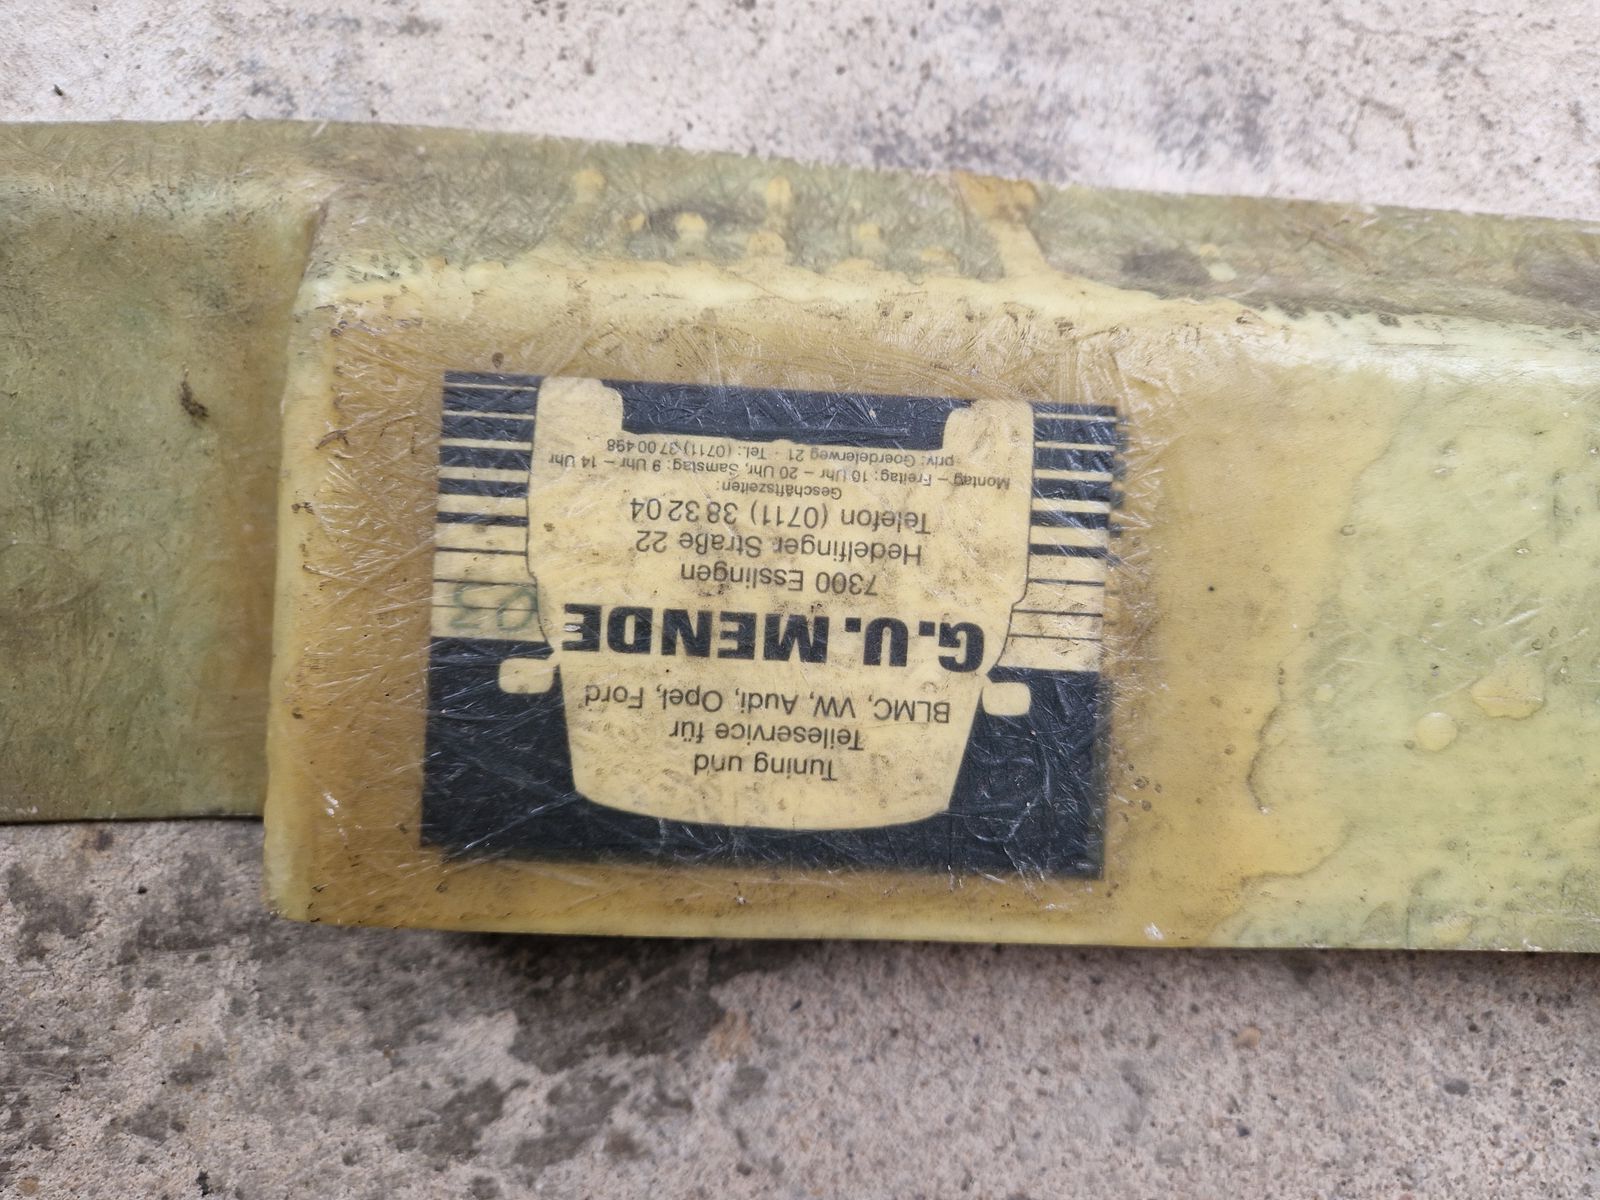 Tuning und
Teileservice für
BLMC, VW, Audi, Opel, Ford
G.U. MENDE
7300 Esslingen
Hedelfinger Straße 22
Telefon (0711) 38 32 04
Geschäftszeiten:
Montag – Freitag: 16 Uhr – 20 Uhr, Samstag: 9 Uhr – 14 Uhr
priv: Goerdelerweg 21 · Tel.: (0711) 37 00 498